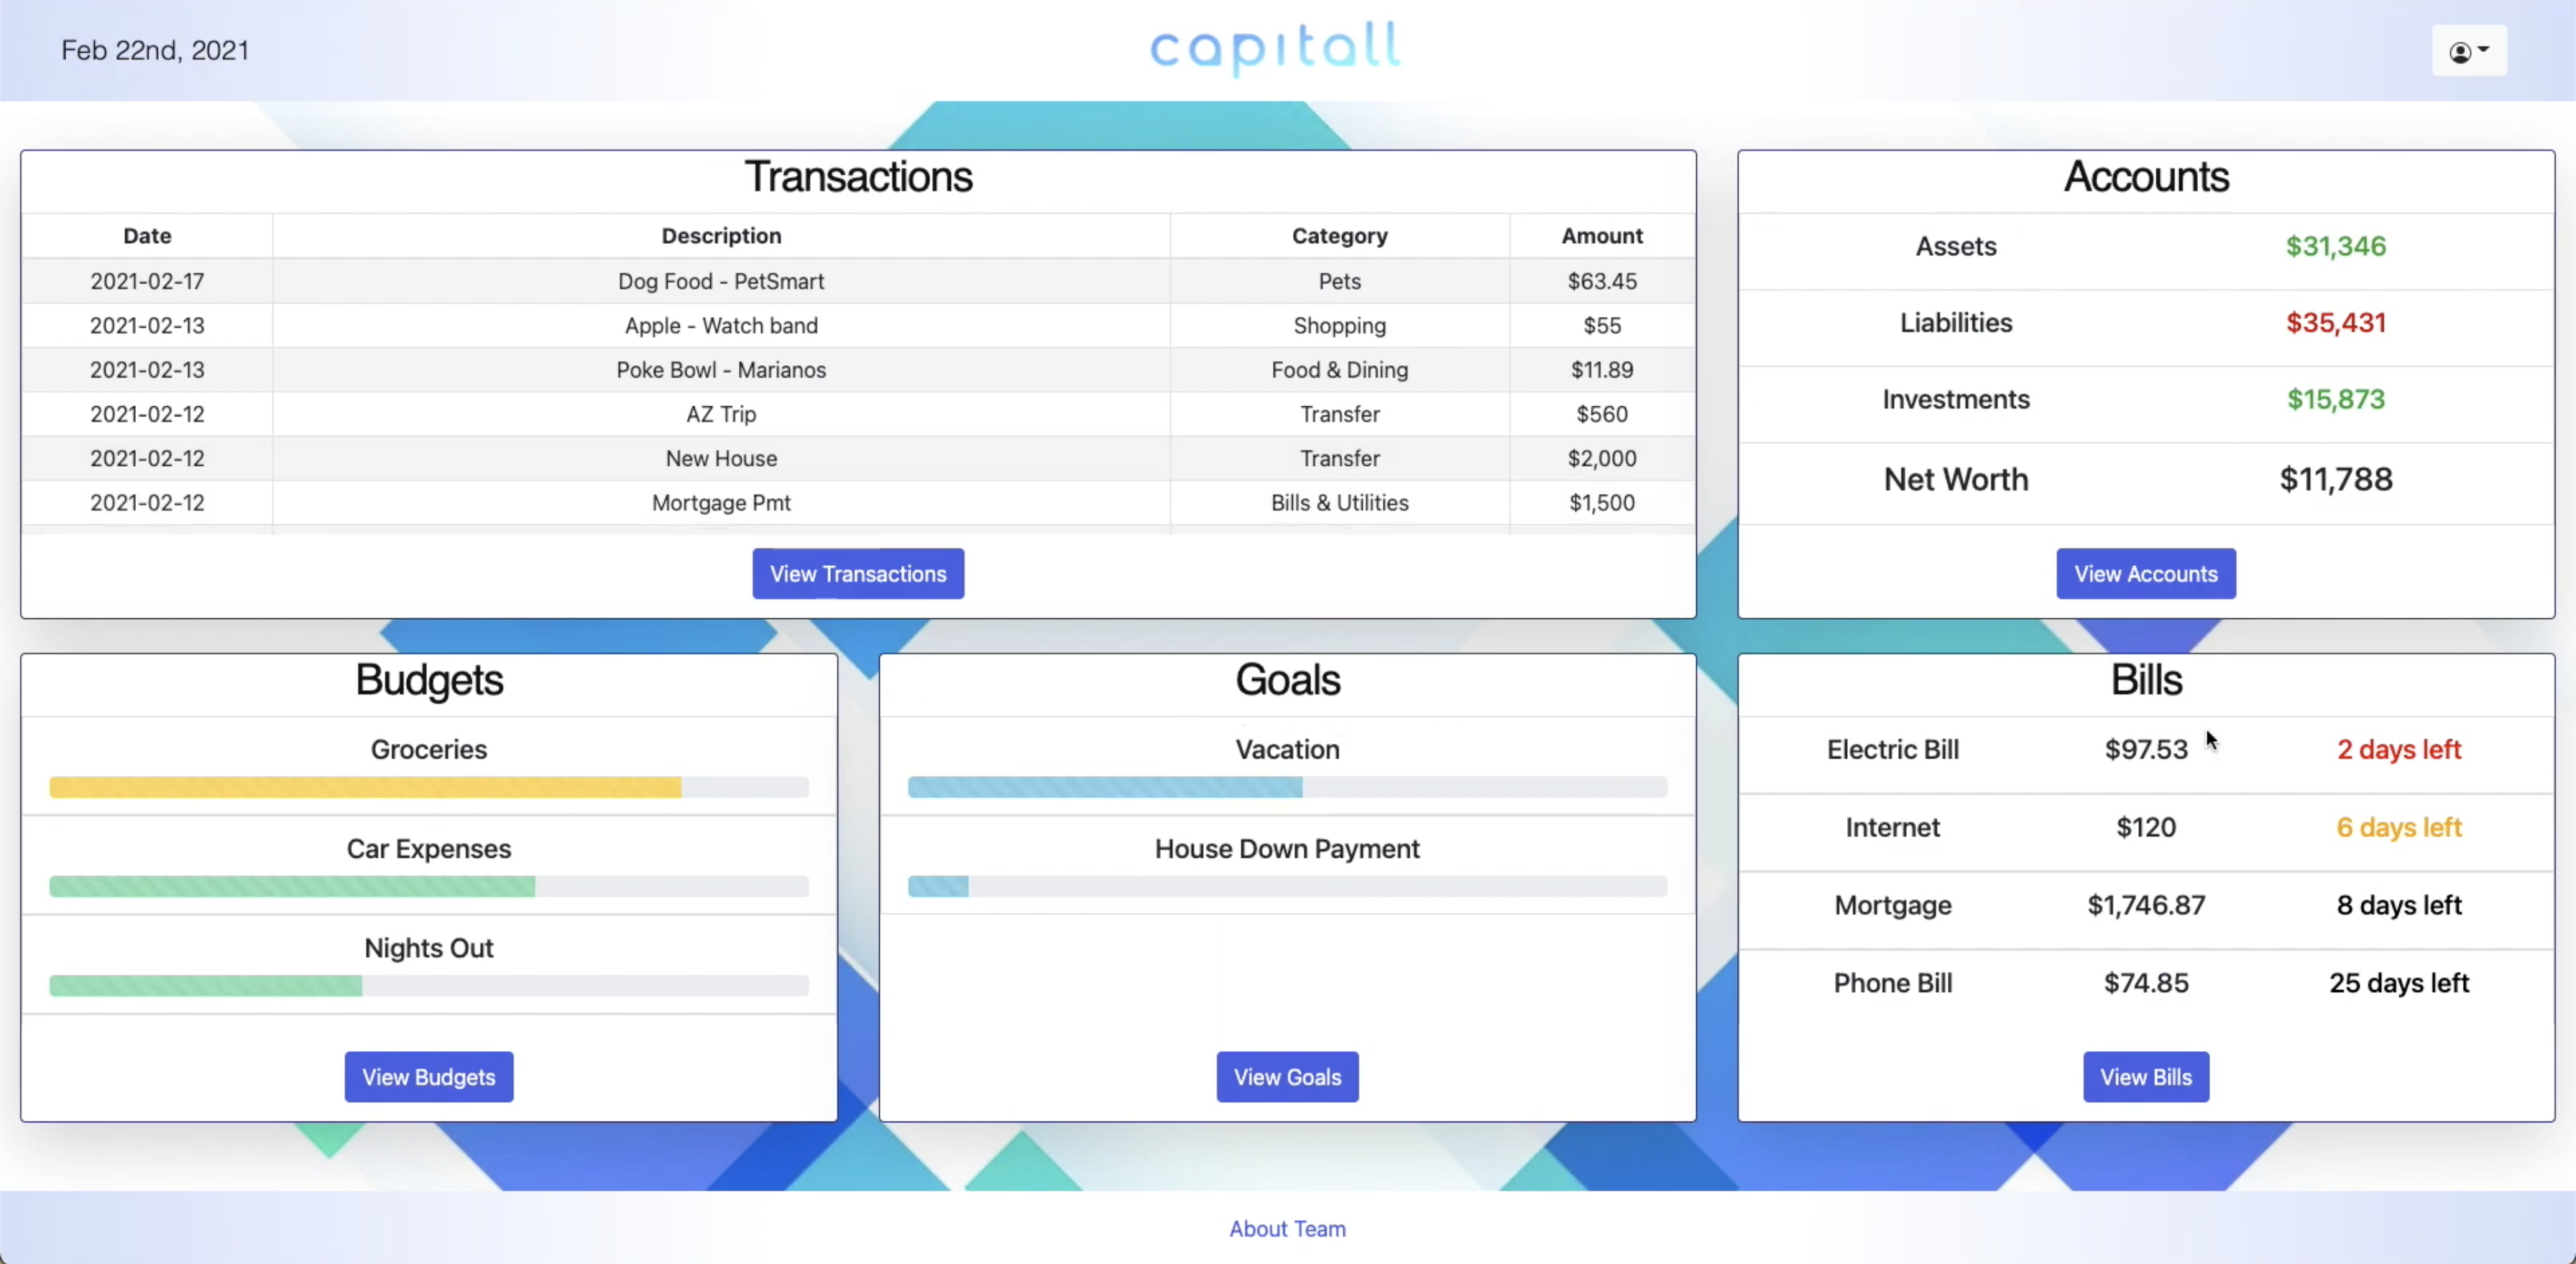 Feb 22nd, 2021
capitall
Transactions
Date Description Category Amount
2021-02-17 Dog Food - PetSmart Pets $63.45
2021-02-13 Apple - Watch band Shopping $55
2021-02-13 Poke Bowl - Marianos Food & Dining $11.89
2021-02-12 AZ Trip Transfer $560
2021-02-12 New House Transfer $2,000
2021-02-12 Mortgage Pmt Bills & Utilities $1,500
View Transactions
Accounts
Assets $31,346
Liabilities $35,431
Investments $15,873
Net Worth $11,788
View Accounts
Budgets
Groceries
Car Expenses
Nights Out
View Budgets
Goals
Vacation
House Down Payment
View Goals
Bills
Electric Bill $97.53 2 days left
Internet $120 6 days left
Mortgage $1,746.87 8 days left
Phone Bill $74.85 25 days left
View Bills
About Team